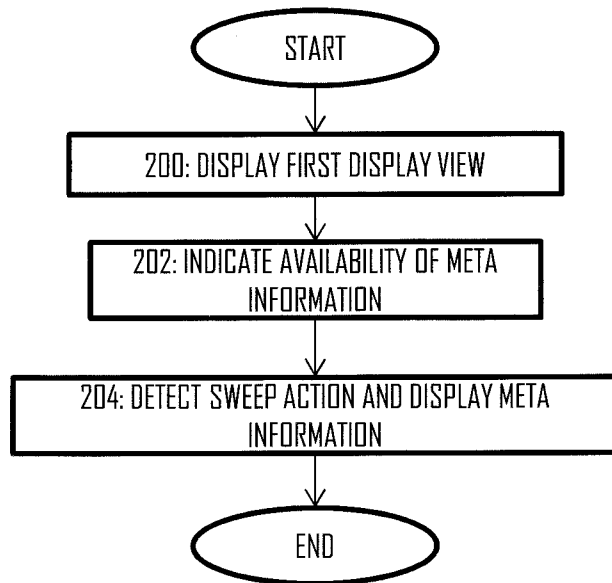 START
200: DISPLAY FIRST DISPLAY VIEW
202: INDICATE AVAILABILITY OF META
INFORMATION
204: DETECT SWEEP ACTION AND DISPLAY META
INFORMATION
END